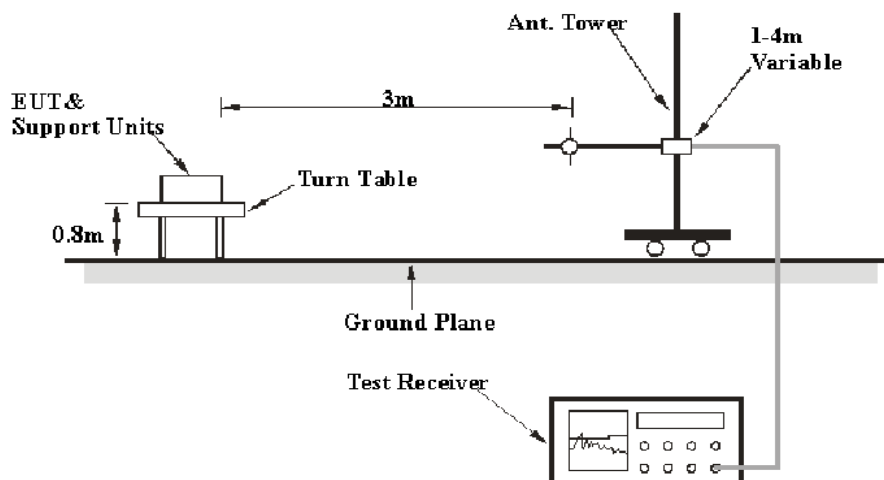 Ant. Tower
1-4m
Variable
3m
EUT &
Support Units
Turn Table
0.8m
Ground Plane
Test Receiver